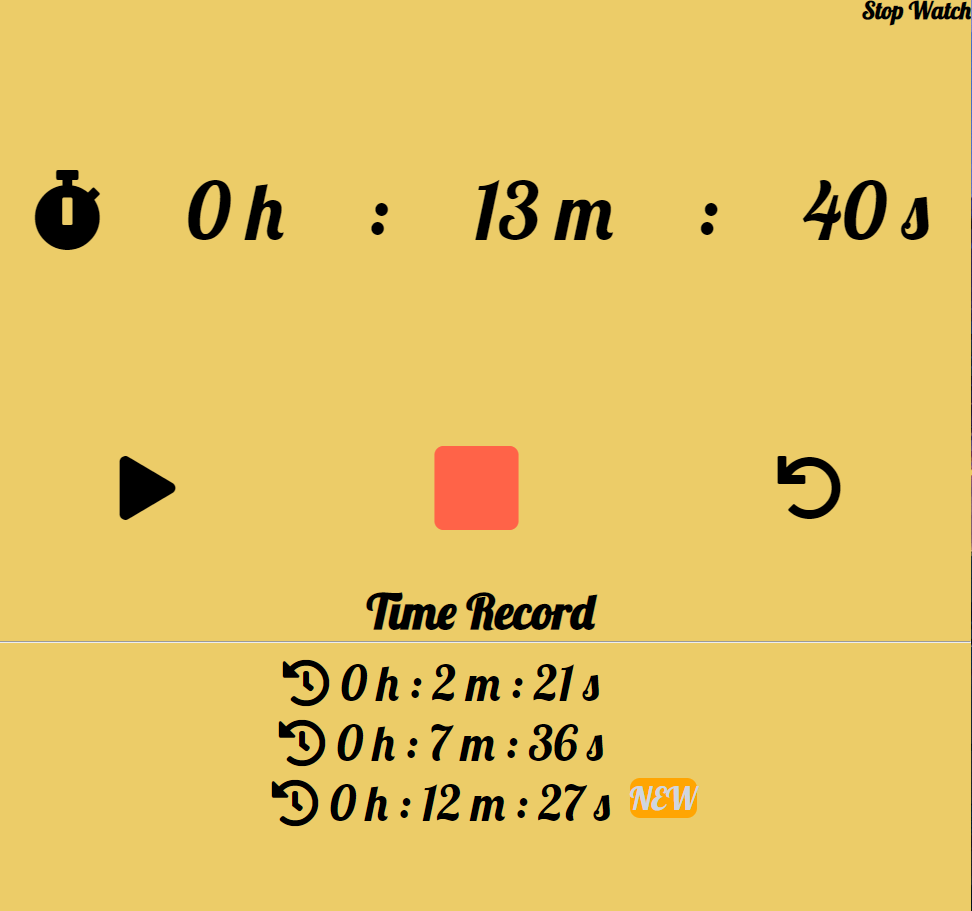 Stop Watch
0 h : 13 m : 40 s
Time Record
0 h : 2 m : 21 s
0 h : 7 m : 36 s
0 h : 12 m : 27 s NEW